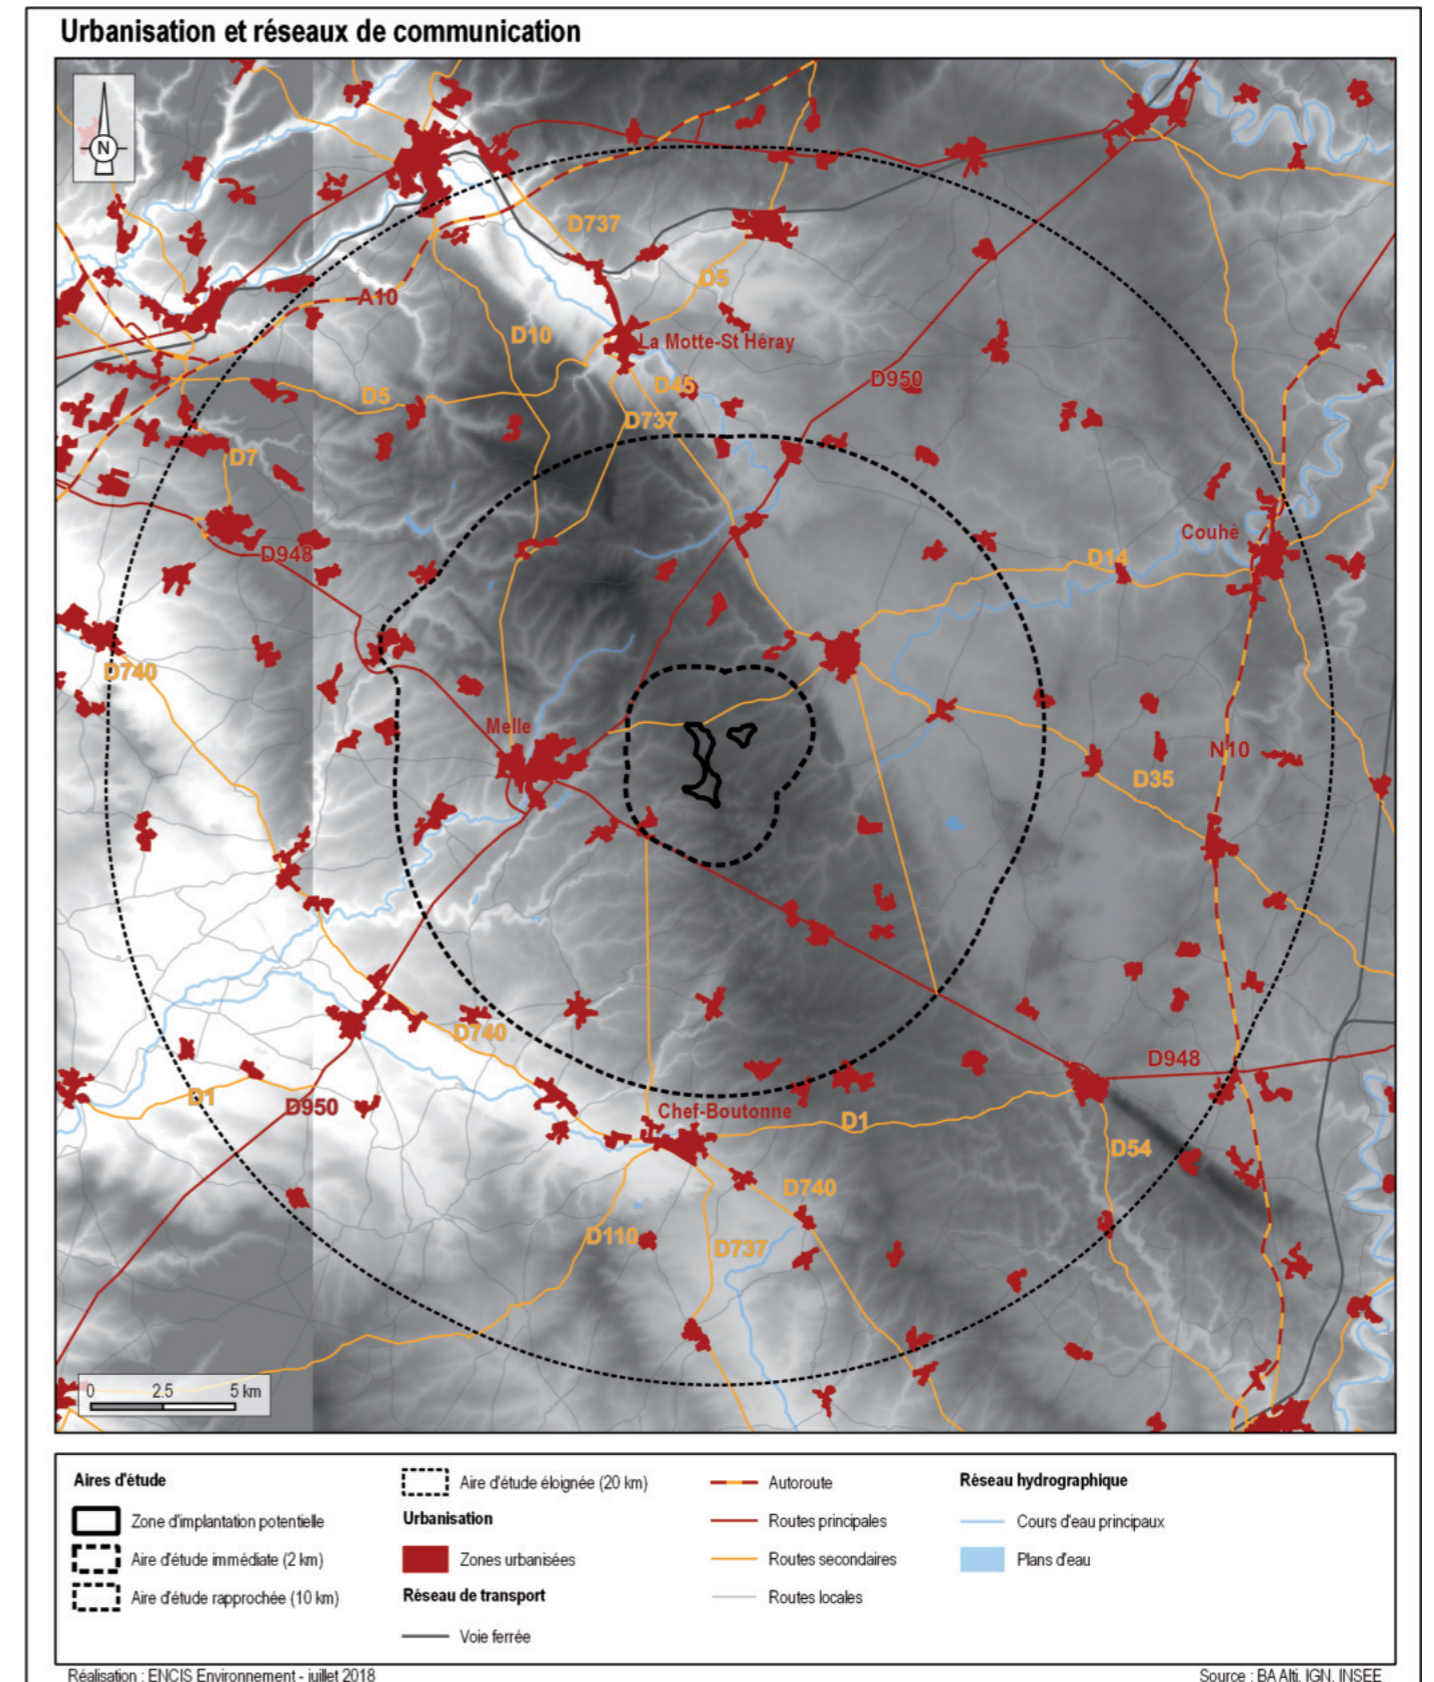 Urbanisation et réseaux de communication
N
D737
D5
A10
D10
La Motte-St Héray
D5
D45
D950
D737
D7
Couhè
D948
D14
D740
Melle
N10
D35
D740
D948
D1
D950
Chef-Boutonne
D1
D54
D740
D110
D737
0 2.5 5 km
Aires d'étude
Zone d'implantation potentielle
Aire d'étude immédiate (2 km)
Aire d'étude rapprochée (10 km)
Aire d'étude éloignée (20 km)
Urbanisation
Zones urbanisées
Réseau de transport
Voie ferrée
Autoroute
Routes principales
Routes secondaires
Routes locales
Réseau hydrographique
Cours d'eau principaux
Plans d'eau
Réalisation : ENCIS Environnement - juillet 2018
Source : BA Alti, IGN, INSEE